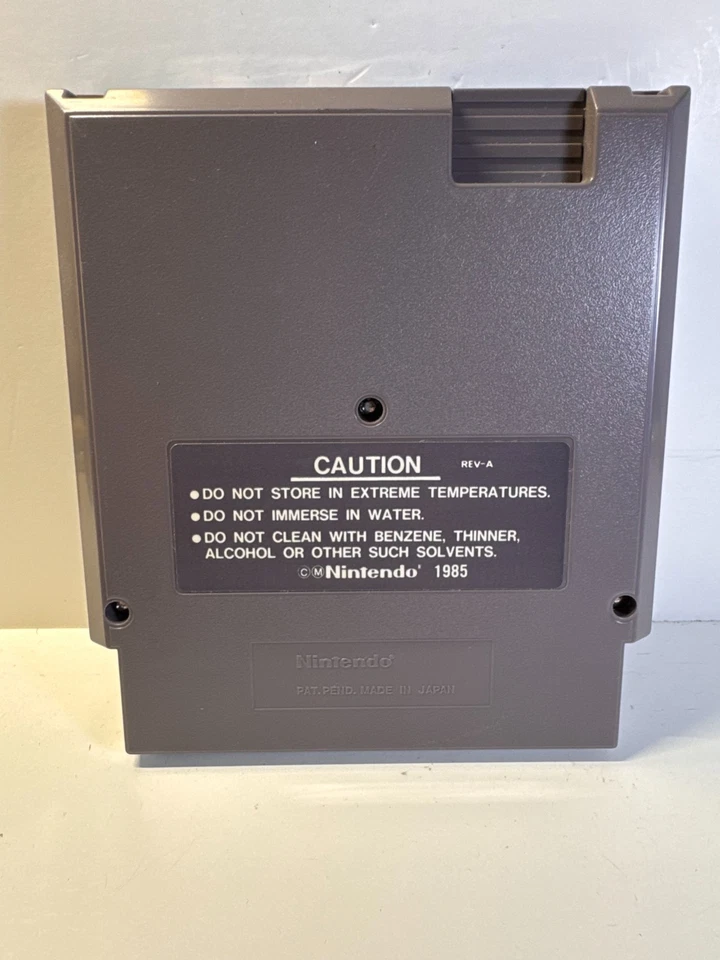 CAUTION REV-A
●DO NOT STORE IN EXTREME TEMPERATURES.
●DO NOT IMMERSE IN WATER.
●DO NOT CLEAN WITH BENZENE, THINNER,
ALCOHOL OR OTHER SUCH SOLVENTS.
ⒸⓂNintendo® 1985
Nintendo®
PAT. PEND. MADE IN JAPAN